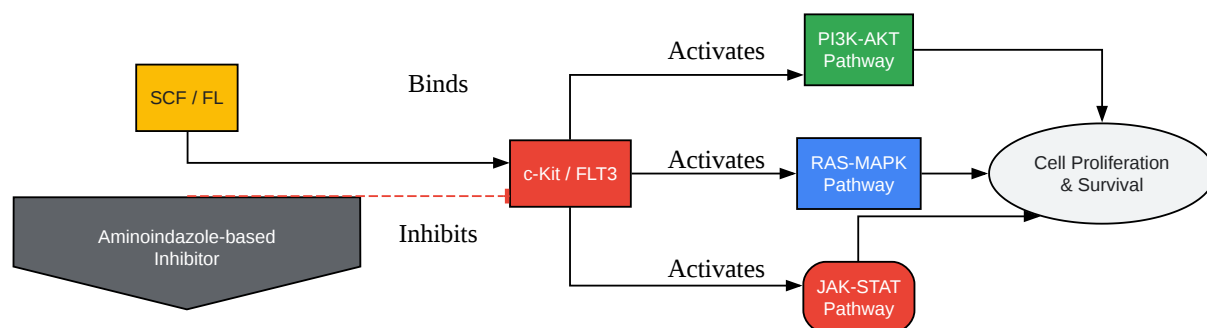 PI3K-AKT
Pathway
Activates
Binds
SCF / FL
c-Kit / FLT3
Activates
RAS-MAPK
Pathway
Cell Proliferation
& Survival
Inhibits
Aminoindazole-based
Inhibitor
Activates
JAK-STAT
Pathway